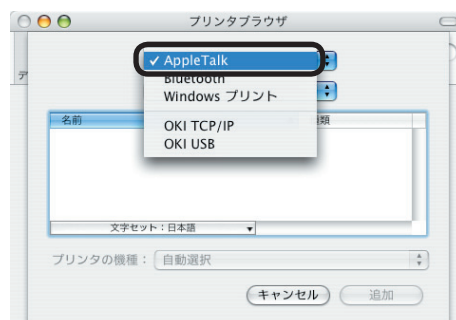 プリンタブラウザ
デ
✓ AppleTalk
Bluetooth
Windows プリント
OKI TCP/IP
OKI USB
名前
文字セット：日本語
プリンタの機種： 自動選択
キャンセル 追加